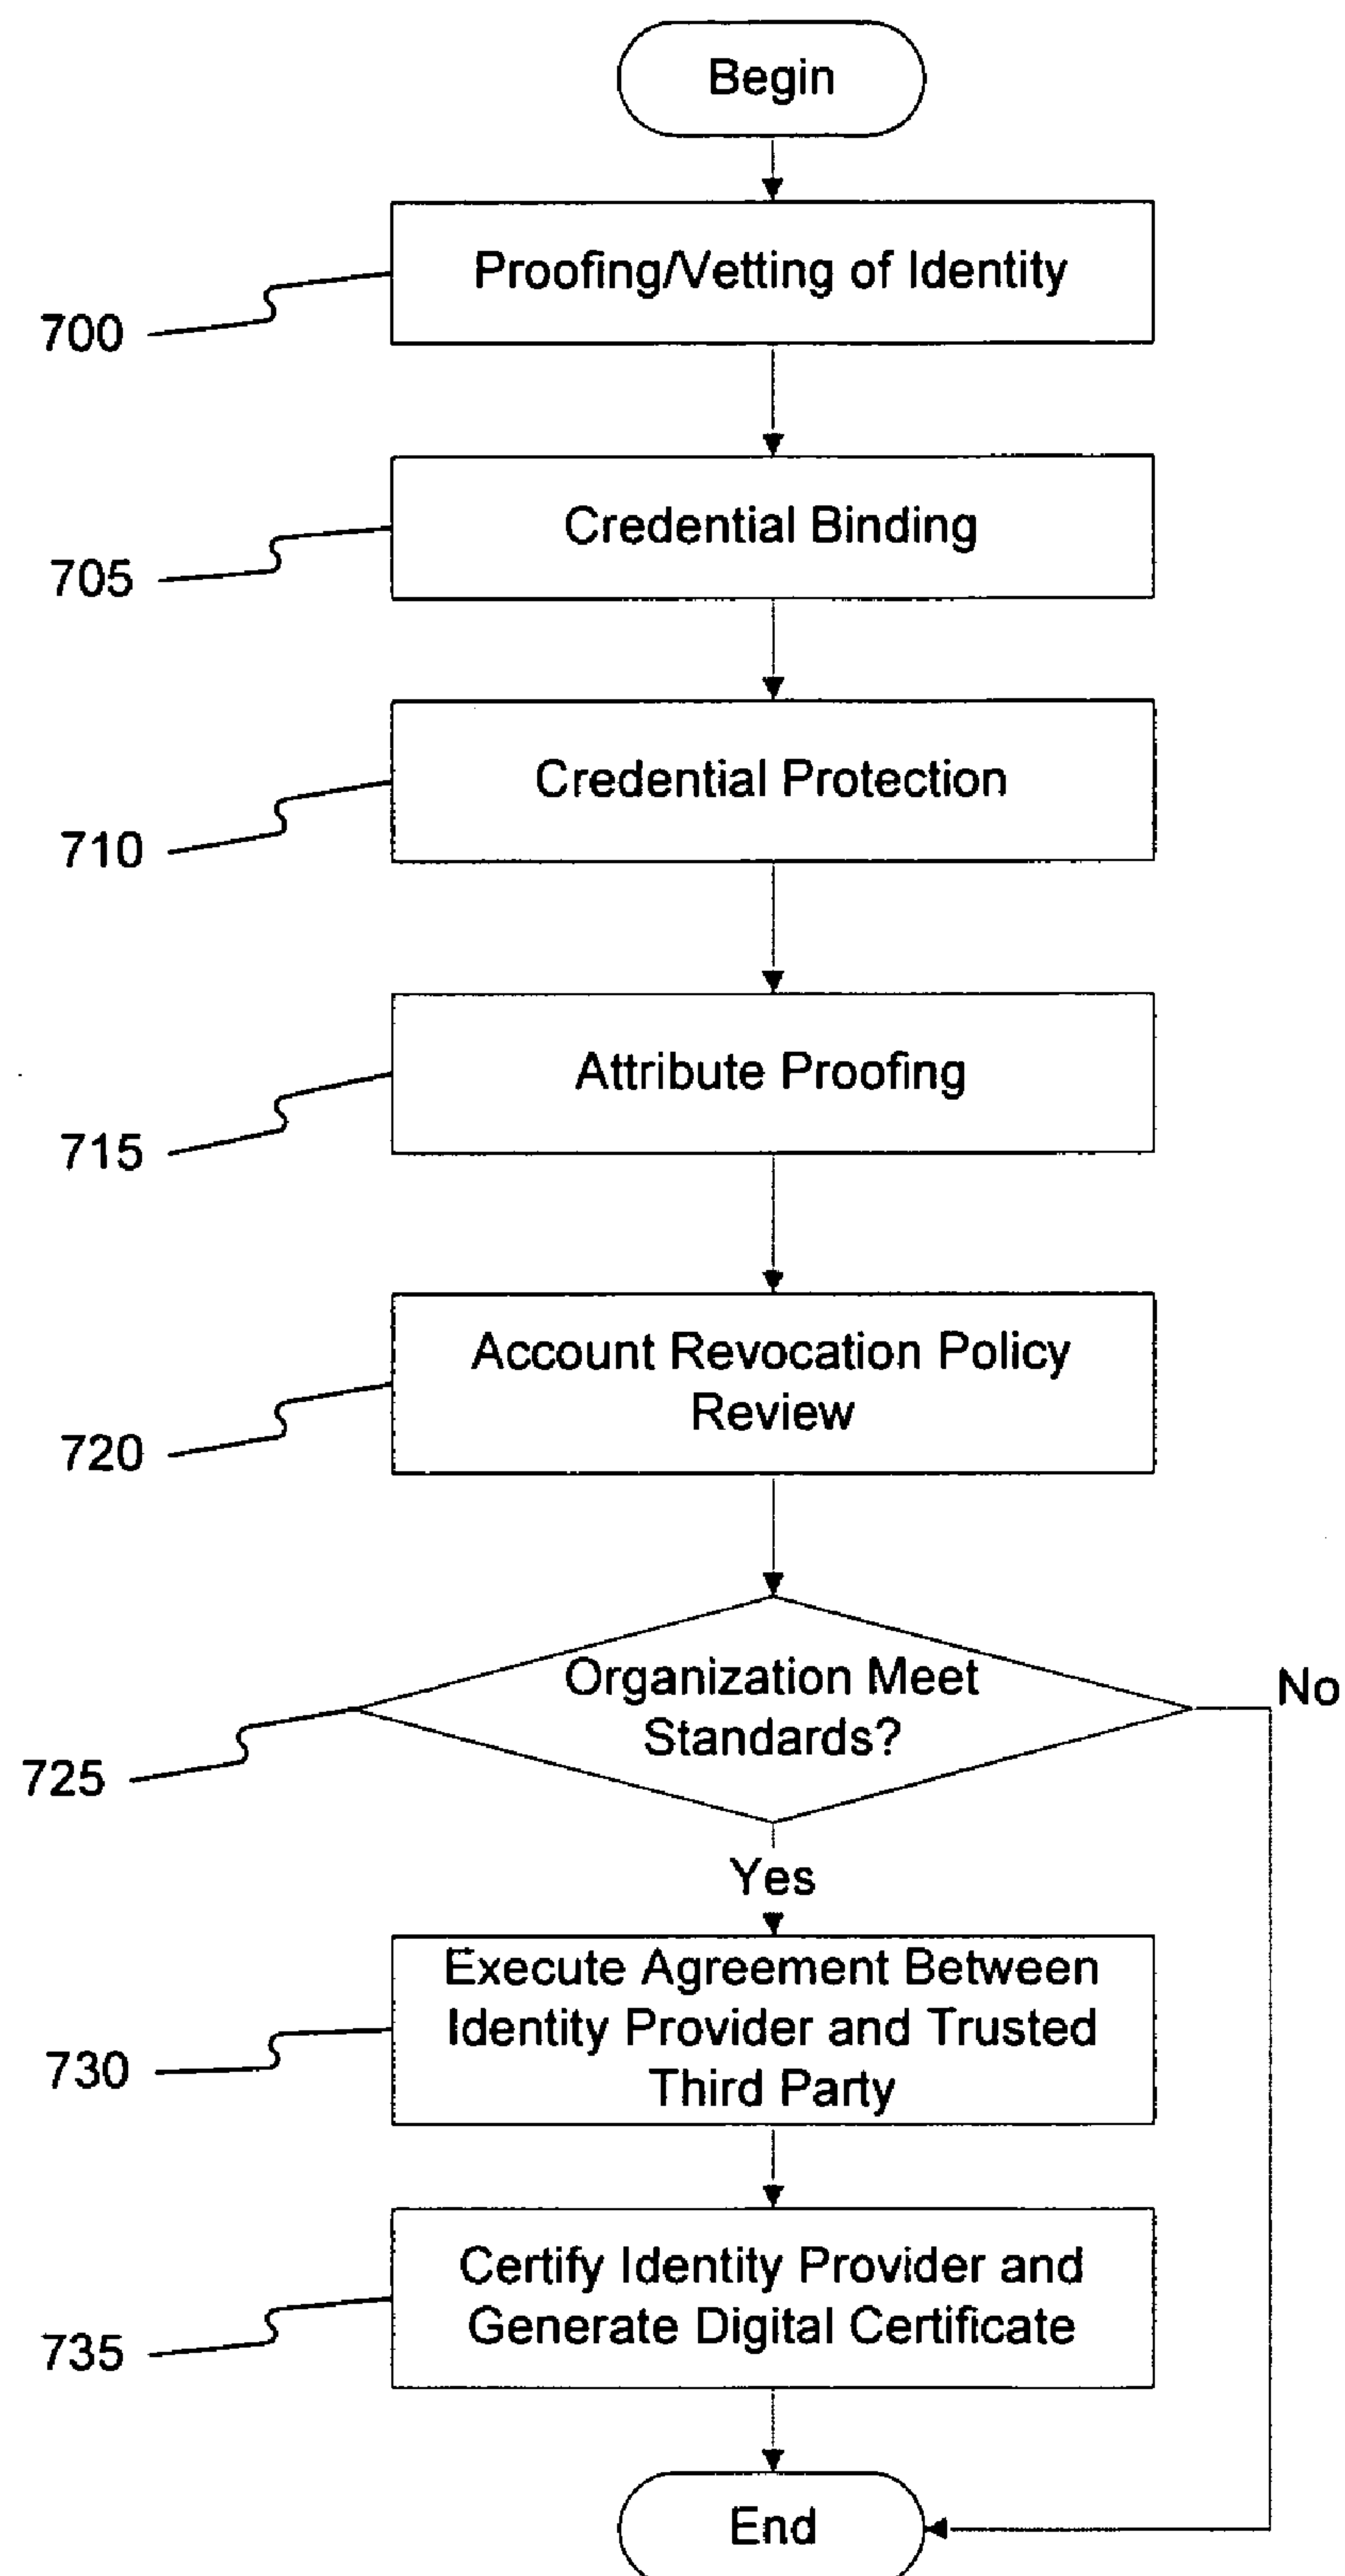 Begin
Proofing/Vetting of Identity
700
Credential Binding
705
Credential Protection
710
Attribute Proofing
715
Account Revocation Policy
Review
720
Organization Meet
Standards?
No
725
Yes
Execute Agreement Between
Identity Provider and Trusted
Third Party
730
Certify Identity Provider and
Generate Digital Certificate
735
End